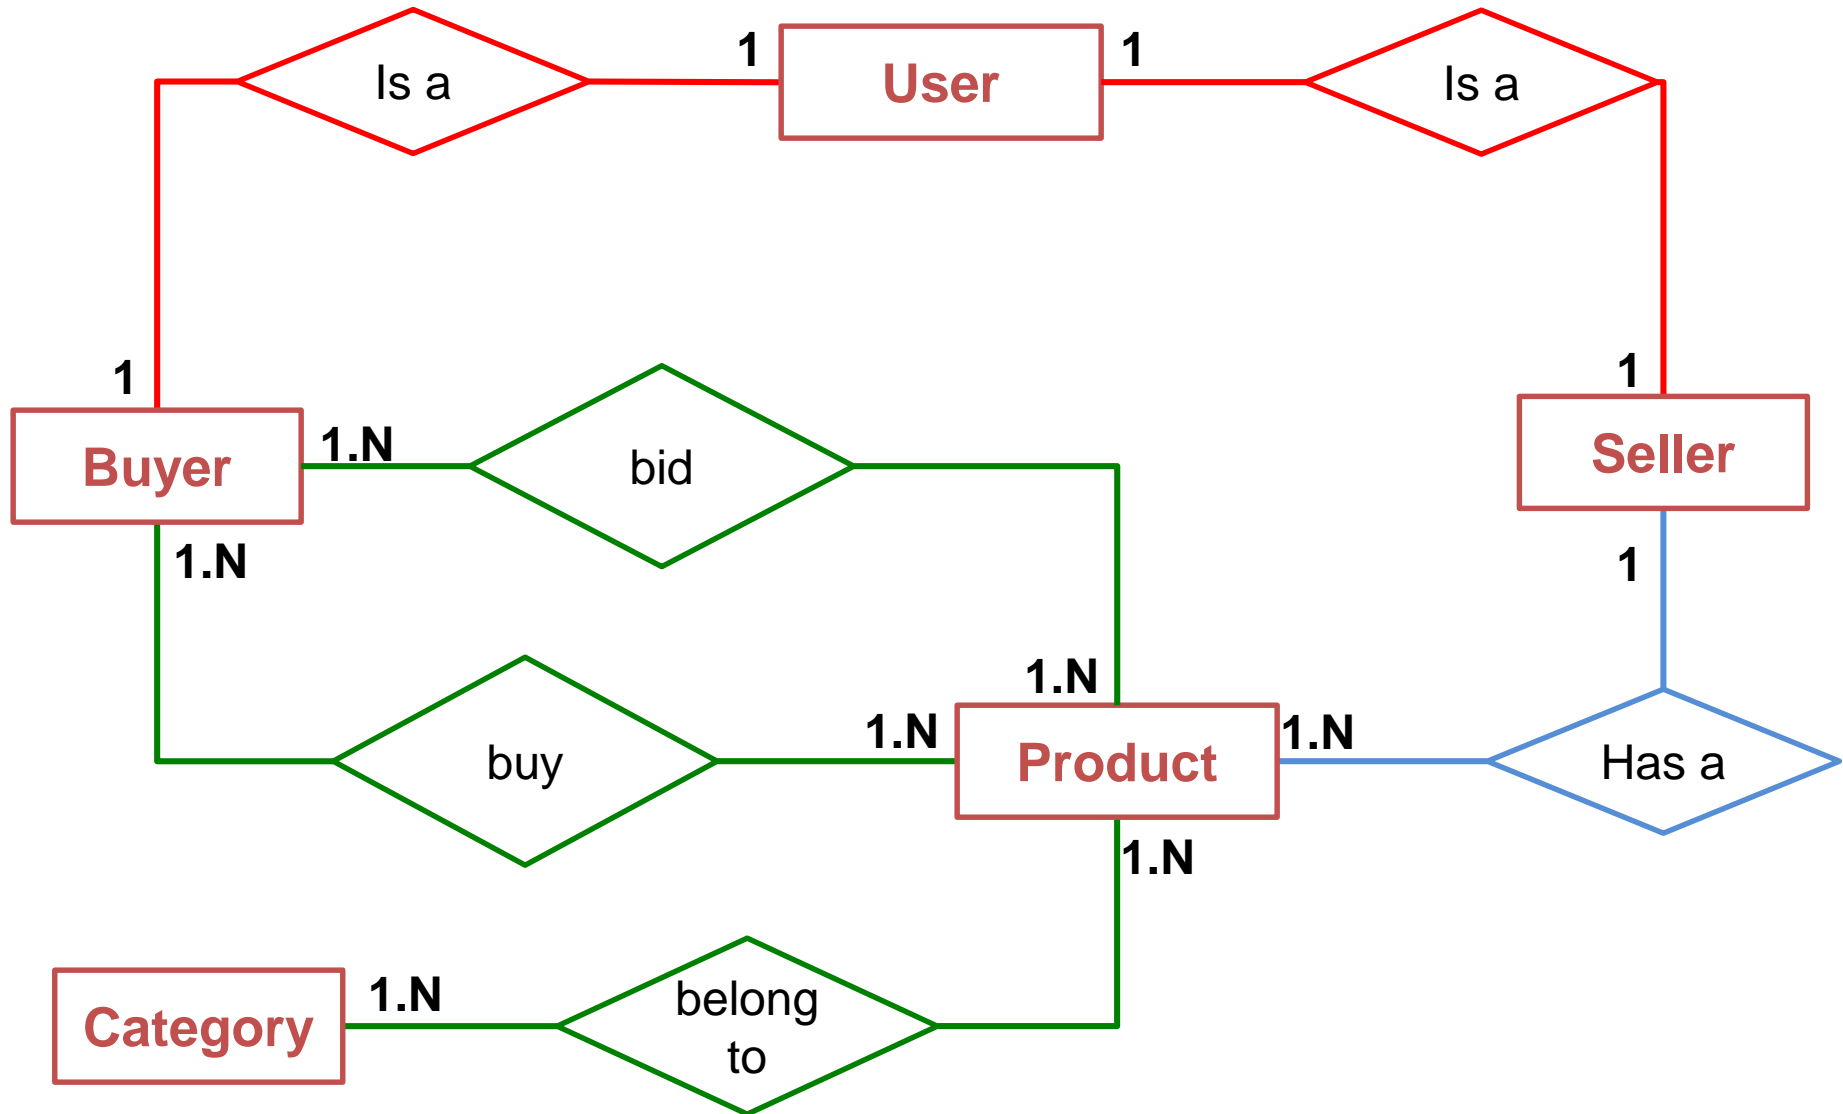 Is a
1
User
1
Is a
1
Buyer
1.N
bid
1
Seller
1.N
1
1.N
buy
1.N
Product
1.N
Has a
1.N
Category
1.N
belong
to